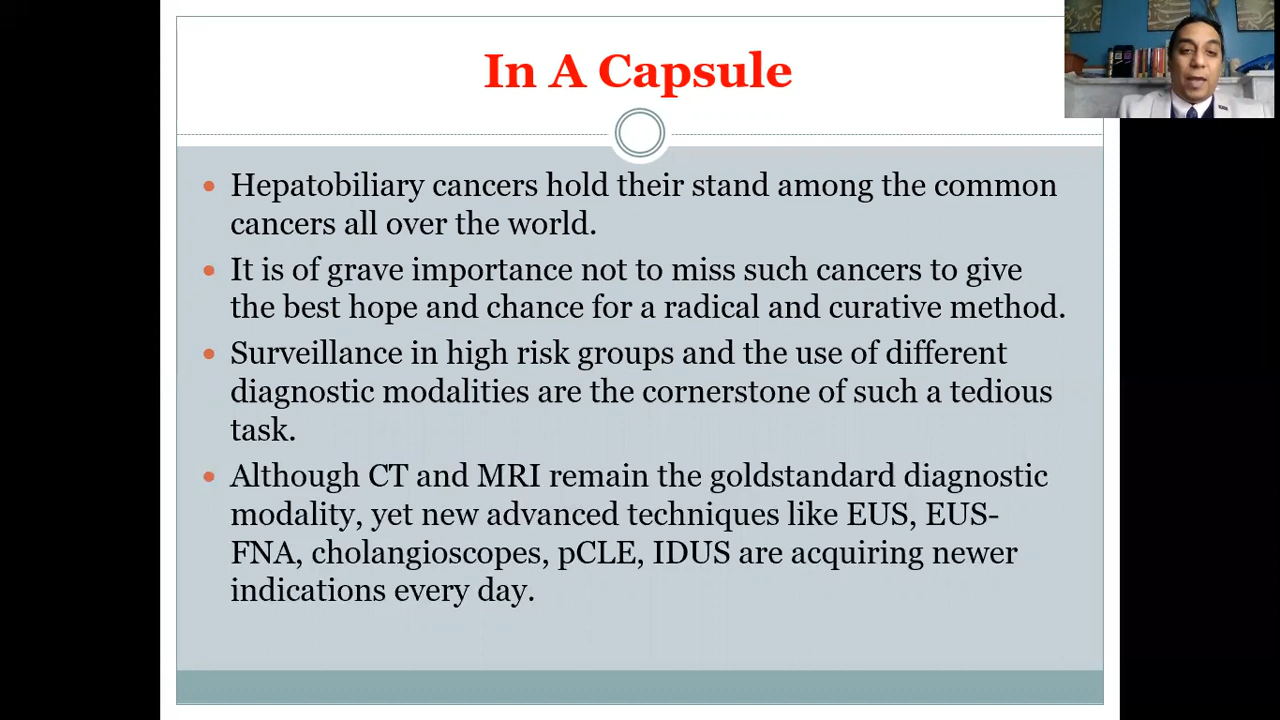 In A Capsule
Hepatobiliary cancers hold their stand among the common
cancers all over the world.
It is of grave importance not to miss such cancers to give
the best hope and chance for a radical and curative method.
Surveillance in high risk groups and the use of different
diagnostic modalities are the cornerstone of such a tedious
task.
Although CT and MRI remain the goldstandard diagnostic
modality, yet new advanced techniques like EUS, EUS-
FNA, cholangioscopes, pCLE, IDUS are acquiring newer
indications every day.